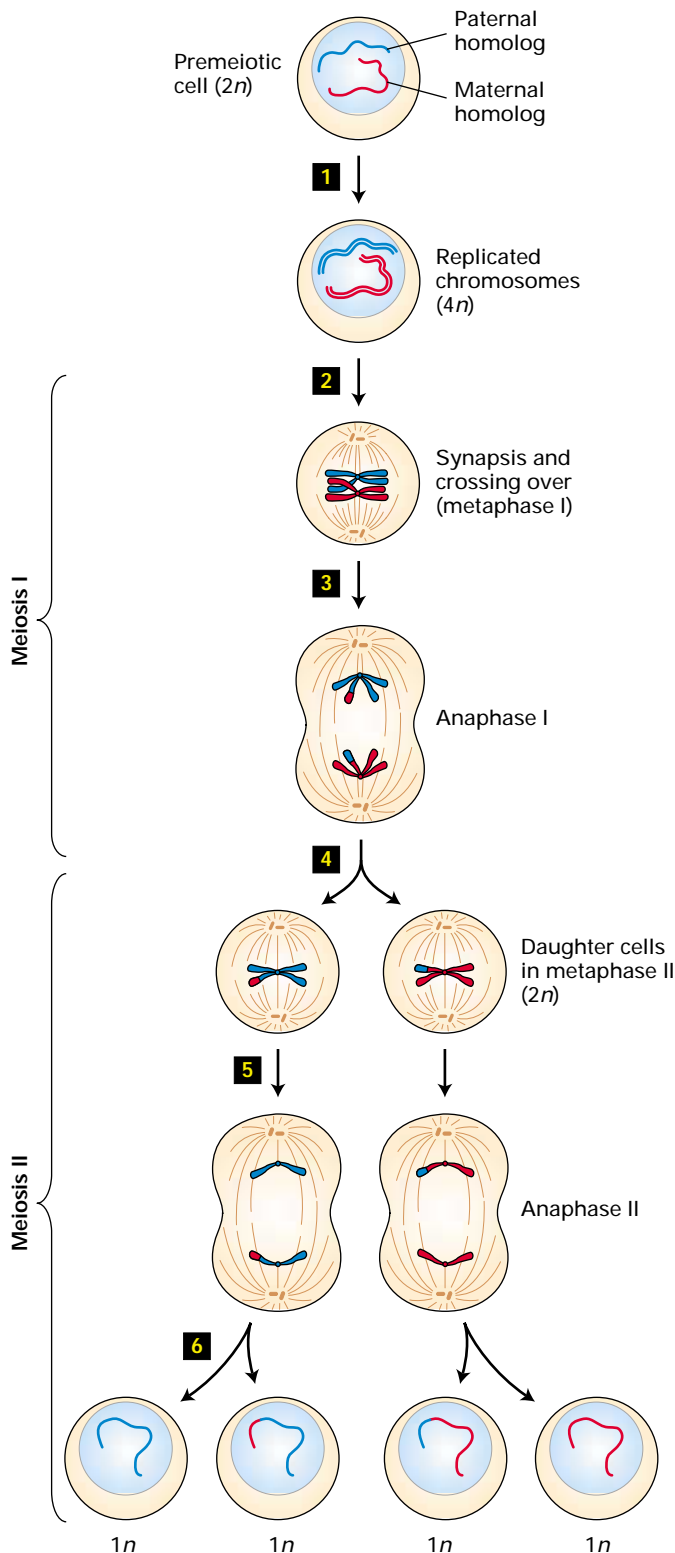 Premeiotic
cell (2n)
Paternal
homolog
Maternal
homolog
1
Replicated
chromosomes
(4n)
2
Synapsis and
crossing over
(metaphase I)
3
Meiosis I
Anaphase I
4
Daughter cells
in metaphase II
(2n)
5
Meiosis II
Anaphase II
6
1n
1n
1n
1n